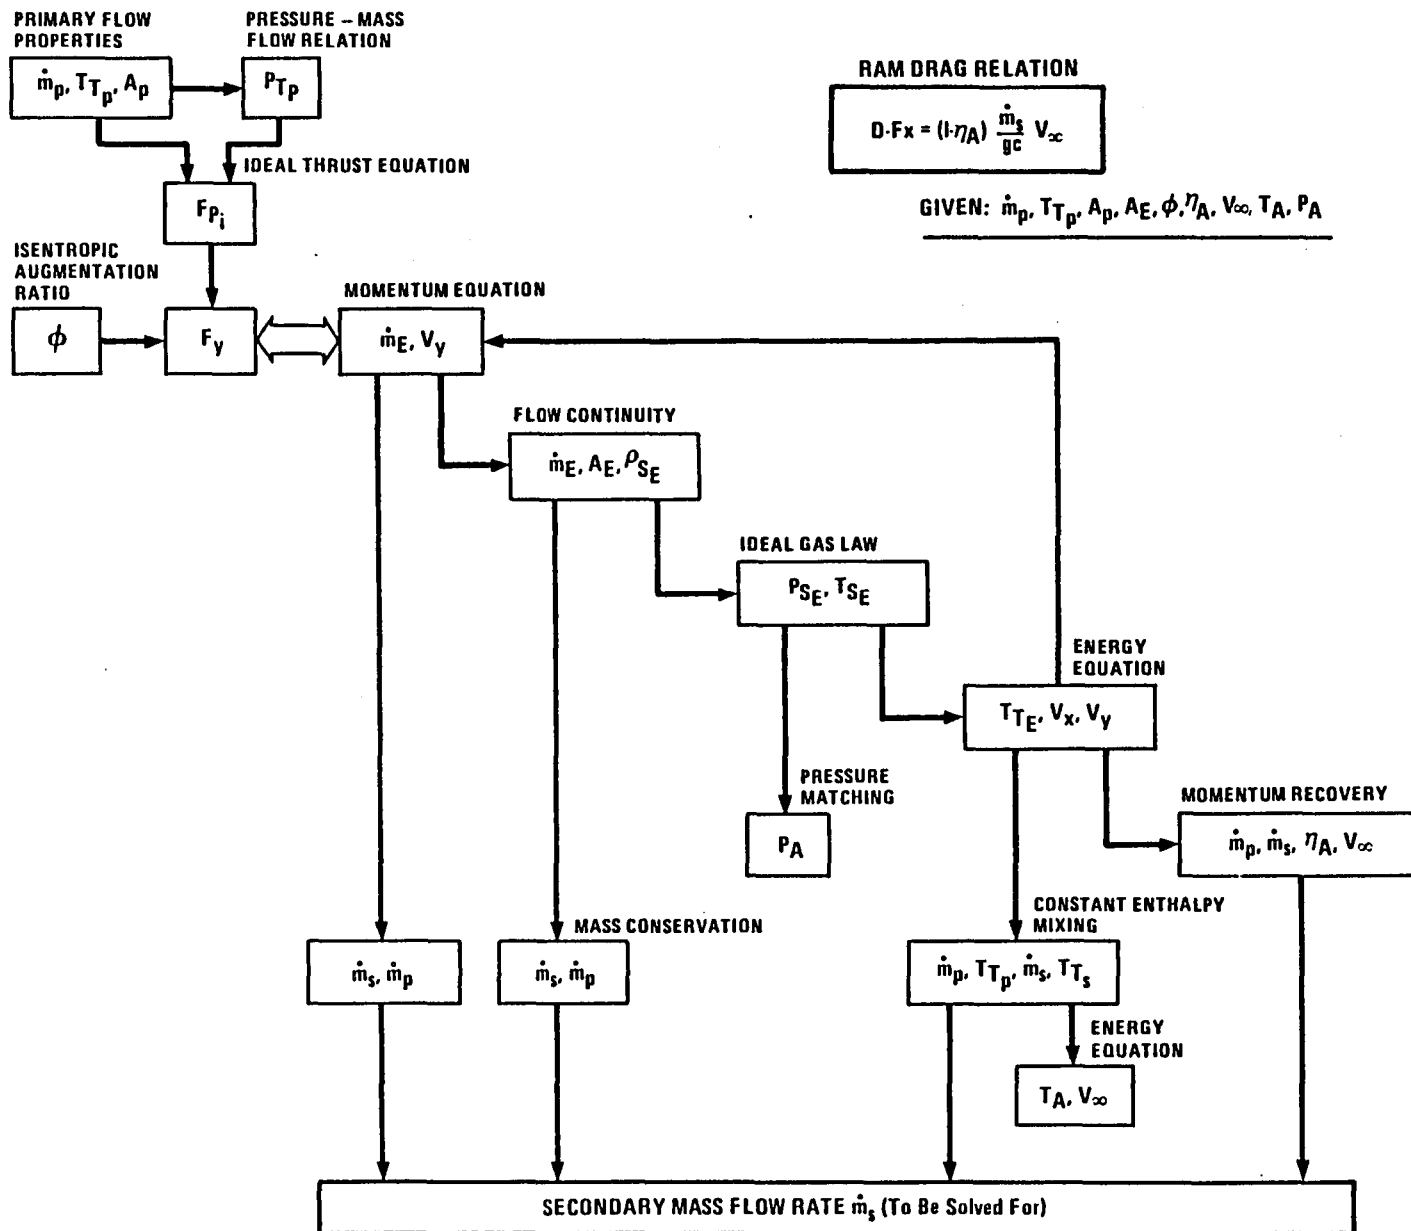 PRIMARY FLOW
PROPERTIES
PRESSURE – MASS
FLOW RELATION
ṁp, TTp, Ap
PTp
RAM DRAG RELATION
D-Fx = (I-ηA) ṁs/gc V∞
IDEAL THRUST EQUATION
FPi
GIVEN: ṁp, TTp, Ap, AE, ϕ, ηA, V∞, TA, PA
ISENTROPIC
AUGMENTATION
RATIO
MOMENTUM EQUATION
ϕ
Fy
ṁE, Vy
FLOW CONTINUITY
ṁE, AE, ρSE
IDEAL GAS LAW
PSE, TSE
ENERGY
EQUATION
TTE, Vx, Vy
PRESSURE
MATCHING
PA
MOMENTUM RECOVERY
ṁp, ṁs, ηA, V∞
CONSTANT ENTHALPY
MIXING
MASS CONSERVATION
ṁs, ṁp
ṁs, ṁp
ṁp, TTp, ṁs, TTs
ENERGY
EQUATION
TA, V∞
SECONDARY MASS FLOW RATE ṁs (To Be Solved For)